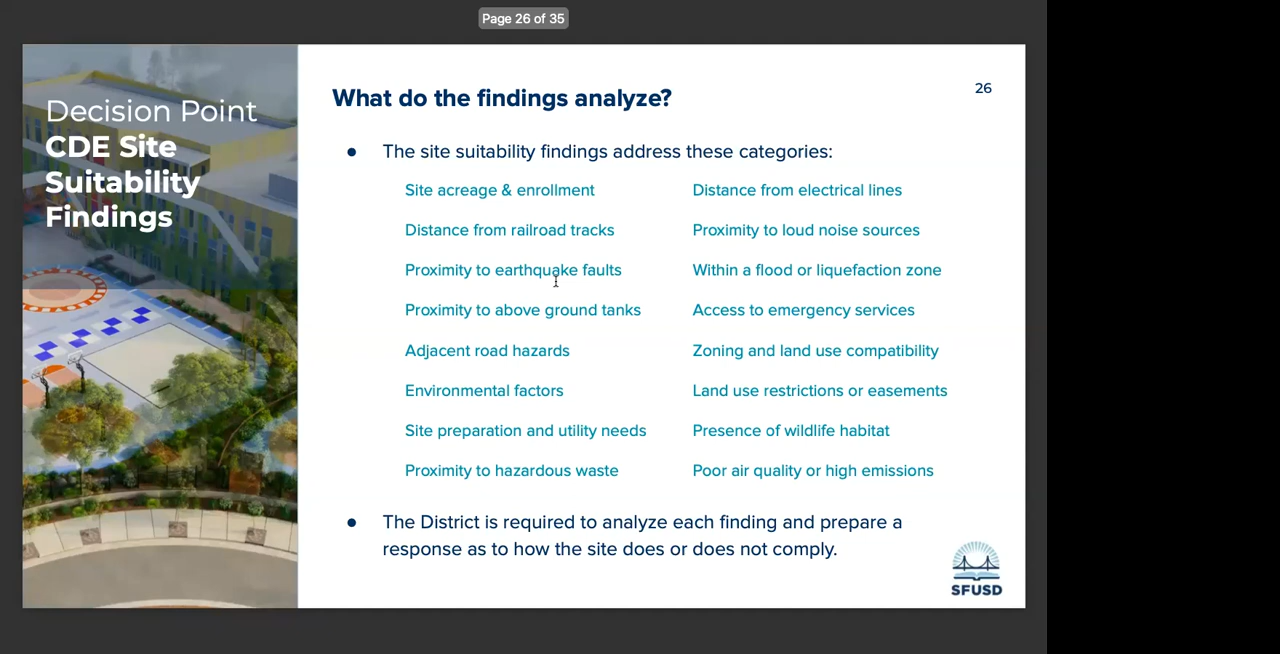 Page 26 of 35
Decision Point
CDE Site
Suitability
Findings
What do the findings analyze?
26
● The site suitability findings address these categories:
Site acreage & enrollment
Distance from railroad tracks
Proximity to earthquake faults
Proximity to above ground tanks
Adjacent road hazards
Environmental factors
Site preparation and utility needs
Proximity to hazardous waste
Distance from electrical lines
Proximity to loud noise sources
Within a flood or liquefaction zone
Access to emergency services
Zoning and land use compatibility
Land use restrictions or easements
Presence of wildlife habitat
Poor air quality or high emissions
● The District is required to analyze each finding and prepare a
response as to how the site does or does not comply.
SFUSD